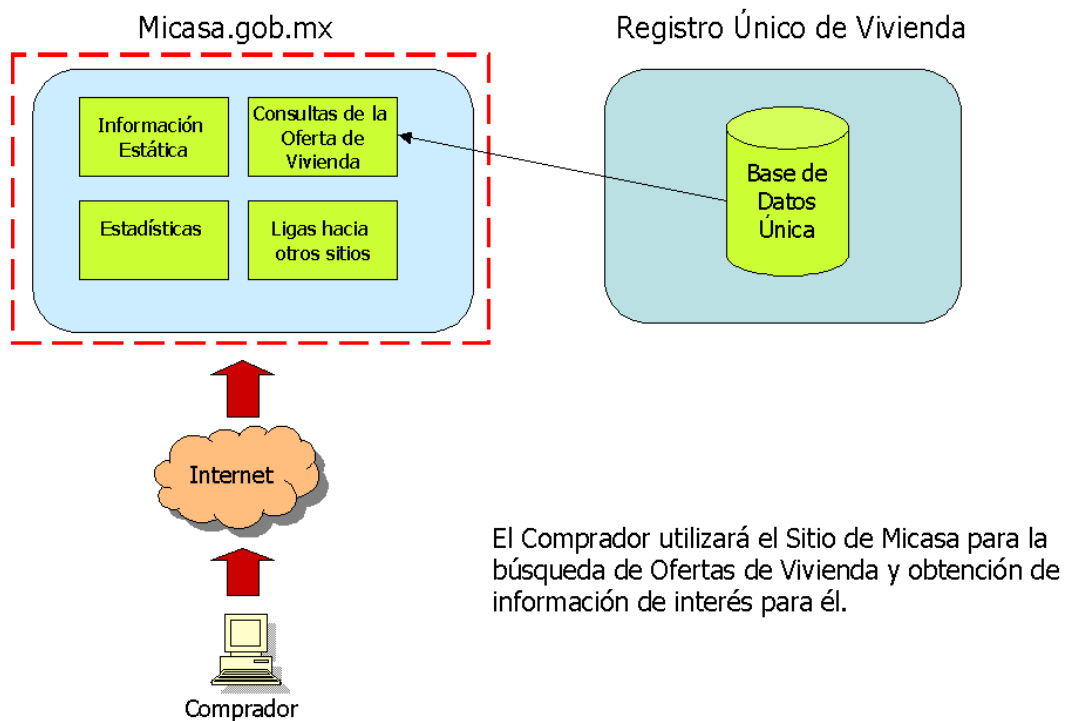 Micasa.gob.mx
Registro Único de Vivienda
Información
Estática
Consultas de la
Oferta de
Vivienda
Estadísticas
Ligas hacia
otros sitios
Base de
Datos
Única
Internet
El Comprador utilizará el Sitio de Micasa para la
búsqueda de Ofertas de Vivienda y obtención de
información de interés para él.
Comprador